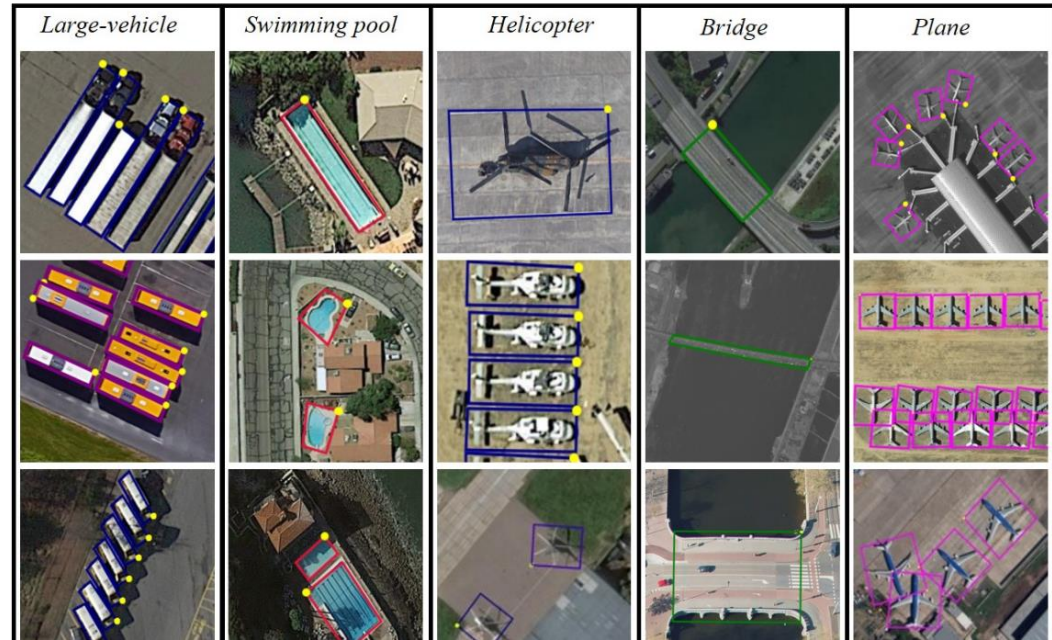 Large-vehicle
Swimming pool
Helicopter
Bridge
Plane